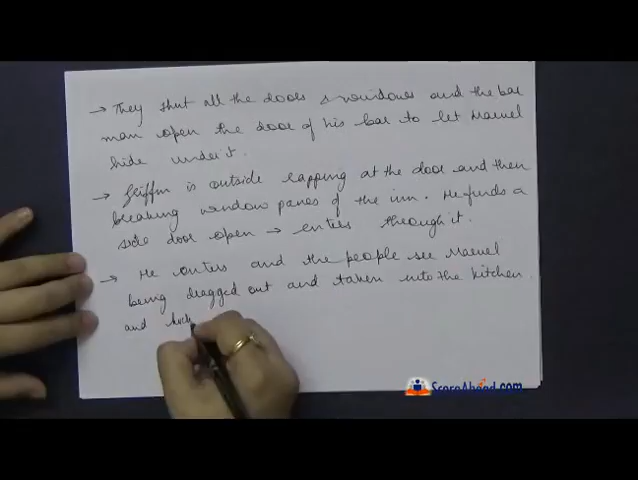 → They shut all the doors & windows and the bar
man open the door of his bar to let Marvel
hide under it.
→ Griffin is outside rapping at the door and then
breaking window panes of the inn. He finds a
side door open → enters through it.
→ He enters and the people see Marvel
being dragged out and taken into the kitchen
and
ScoreAhead.com